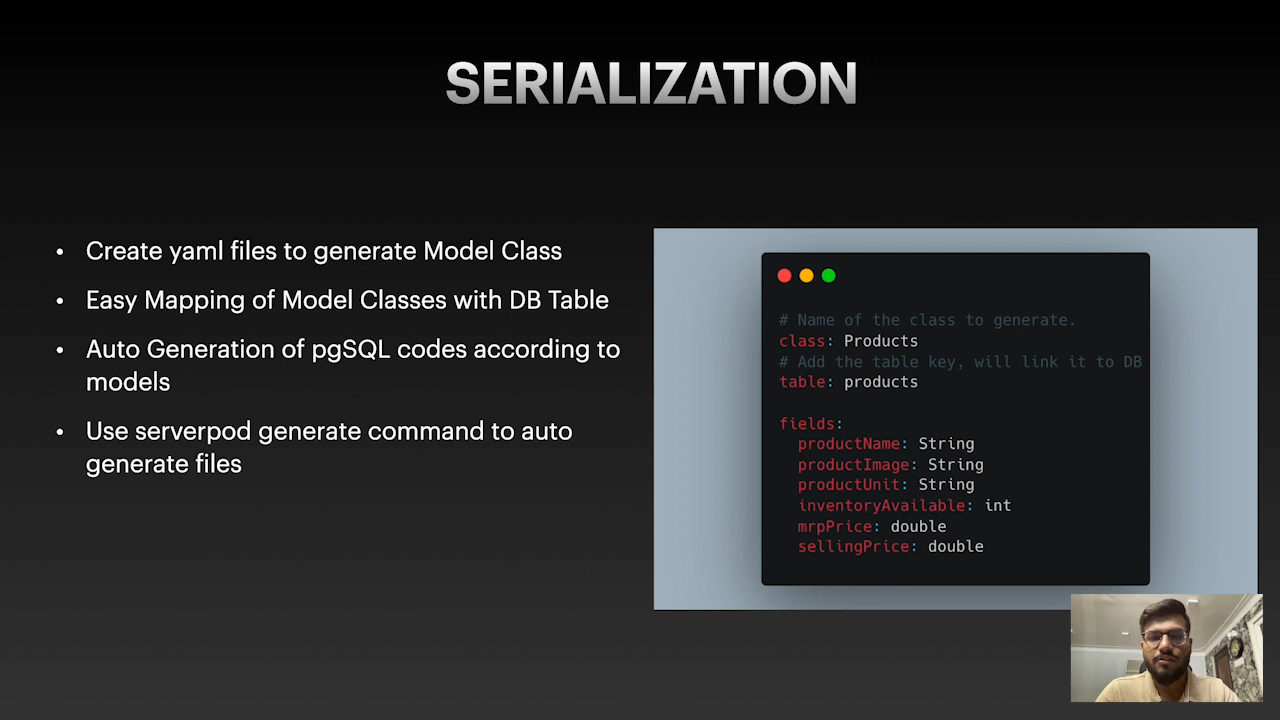 SERIALIZATION
• Create yaml files to generate Model Class
• Easy Mapping of Model Classes with DB Table
• Auto Generation of pgSQL codes according to
models
• Use serverpod generate command to auto
generate files
# Name of the class to generate.
class: Products
# Add the table key, will link it to DB
table: products
fields:
productName: String
productImage: String
productUnit: String
inventoryAvailable: int
mrpPrice: double
sellingPrice: double